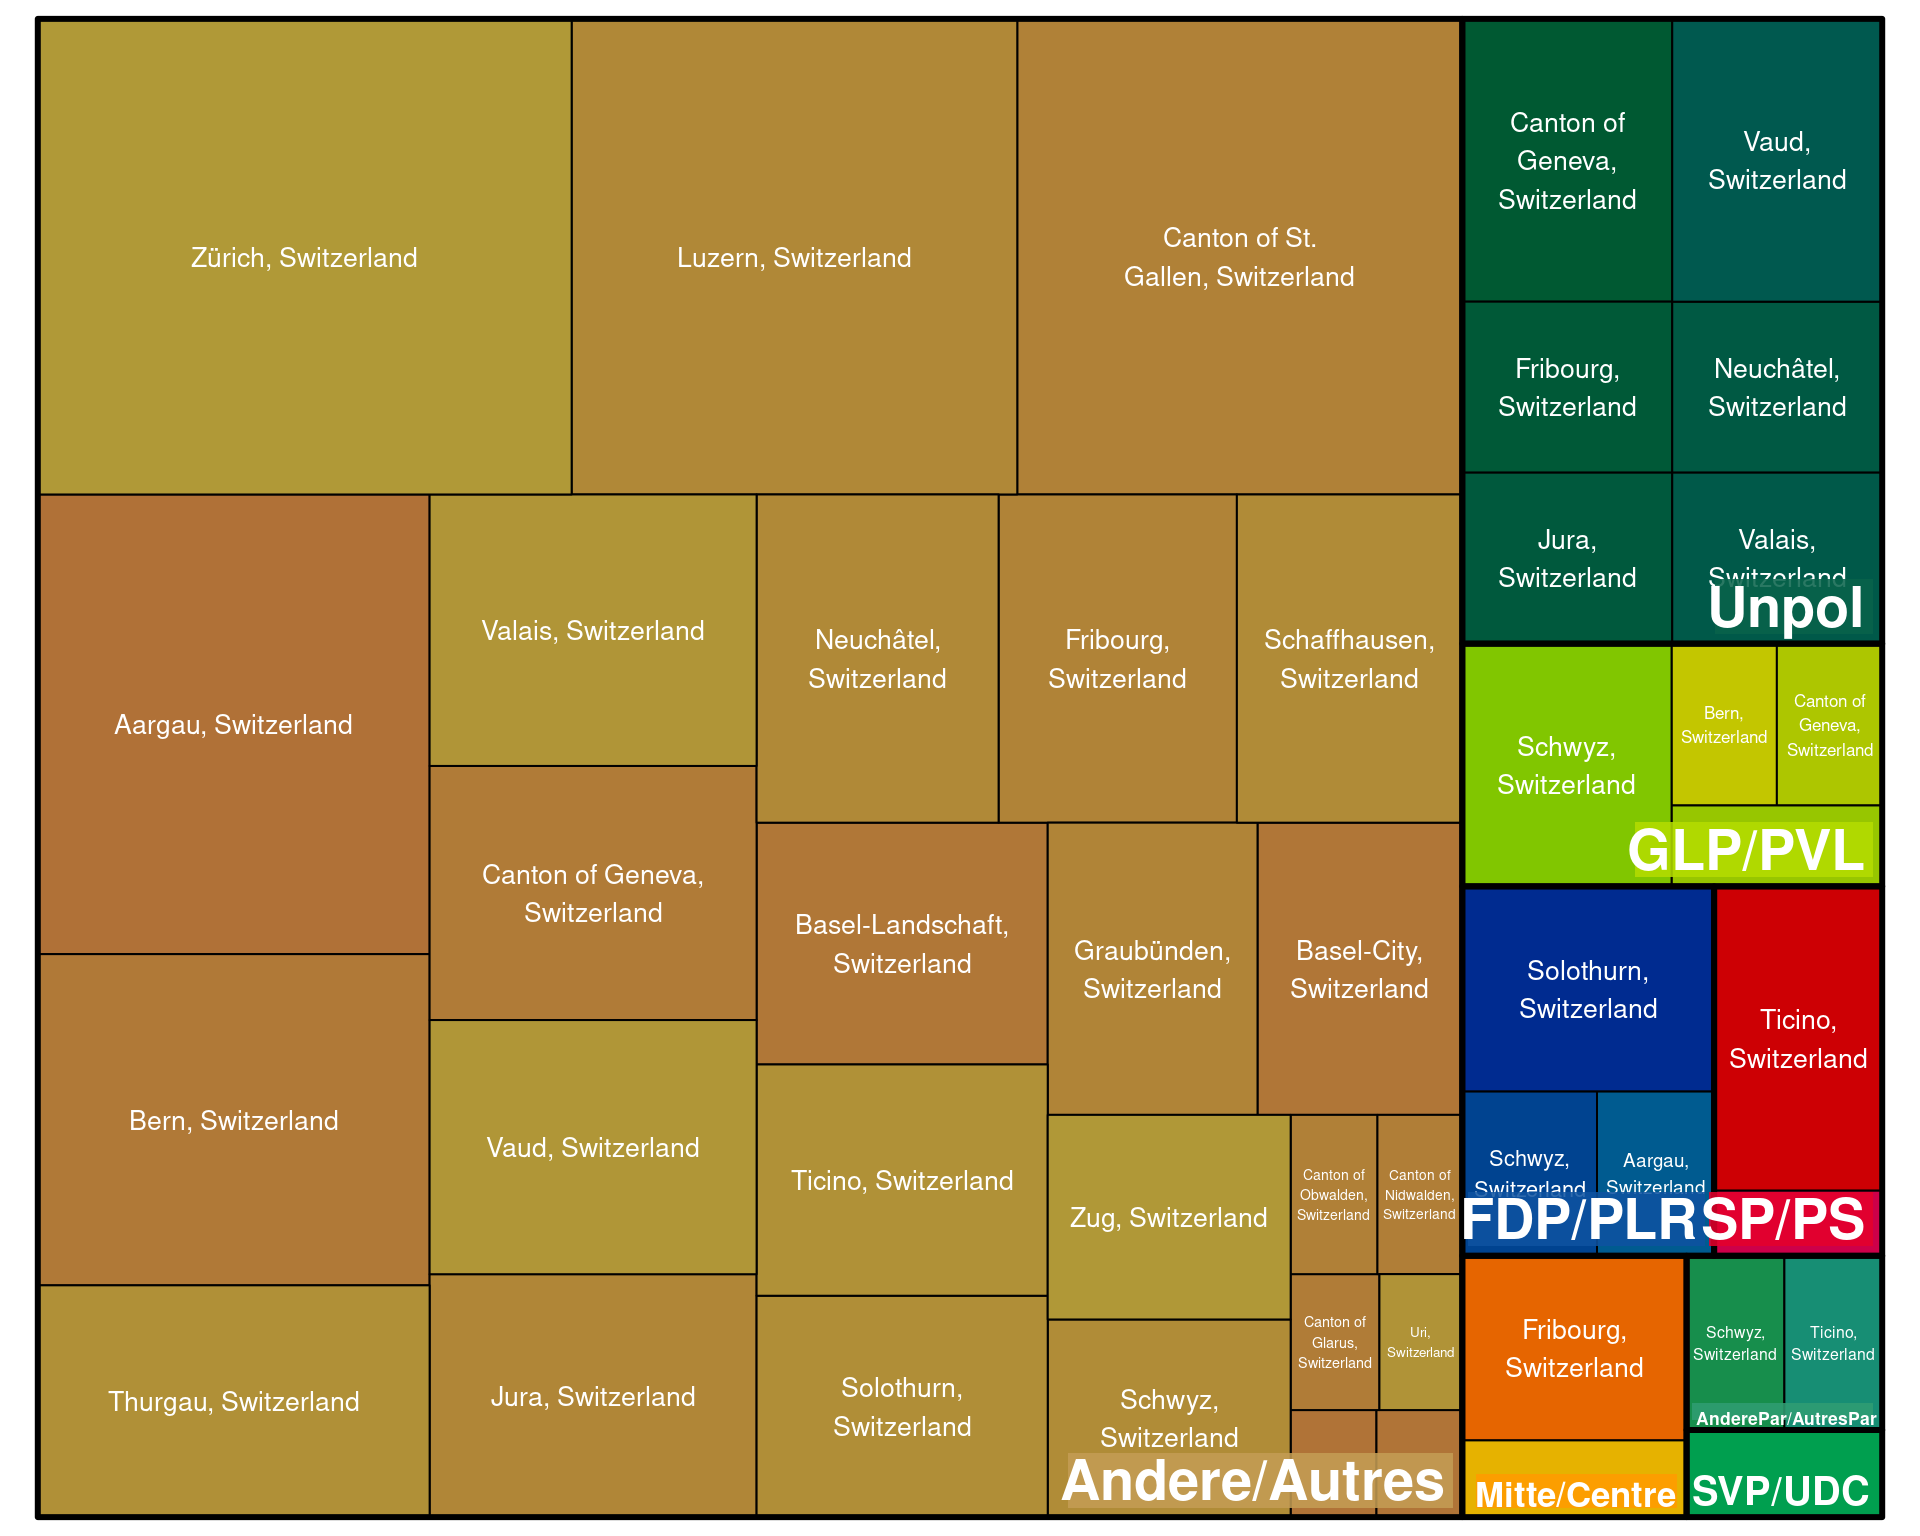 Zürich, Switzerland
Luzern, Switzerland
Canton of St.
Gallen, Switzerland
Aargau, Switzerland
Valais, Switzerland
Neuchâtel,
Switzerland
Fribourg,
Switzerland
Schaffhausen,
Switzerland
Canton of Geneva,
Switzerland
Basel-Landschaft,
Switzerland
Graubünden,
Switzerland
Basel-City,
Switzerland
Bern, Switzerland
Vaud, Switzerland
Ticino, Switzerland
Zug, Switzerland
Canton of
Obwalden,
Switzerland
Canton of
Nidwalden,
Switzerland
Canton of
Glarus,
Switzerland
Uri,
Switzerland
Thurgau, Switzerland
Jura, Switzerland
Solothurn,
Switzerland
Schwyz,
Switzerland
Andere/Autres
Canton of
Geneva,
Switzerland
Vaud,
Switzerland
Fribourg,
Switzerland
Neuchâtel,
Switzerland
Jura,
Switzerland
Valais,
Switzerland
Unpol
Schwyz,
Switzerland
Bern,
Switzerland
Canton of
Geneva,
Switzerland
GLP/PVL
Solothurn,
Switzerland
Schwyz,
Switzerland
Aargau,
Switzerland
FDP/PLR
Ticino,
Switzerland
SP/PS
Fribourg,
Switzerland
Mitte/Centre
Schwyz,
Switzerland
Ticino,
Switzerland
AnderePar/AutresPar
SVP/UDC